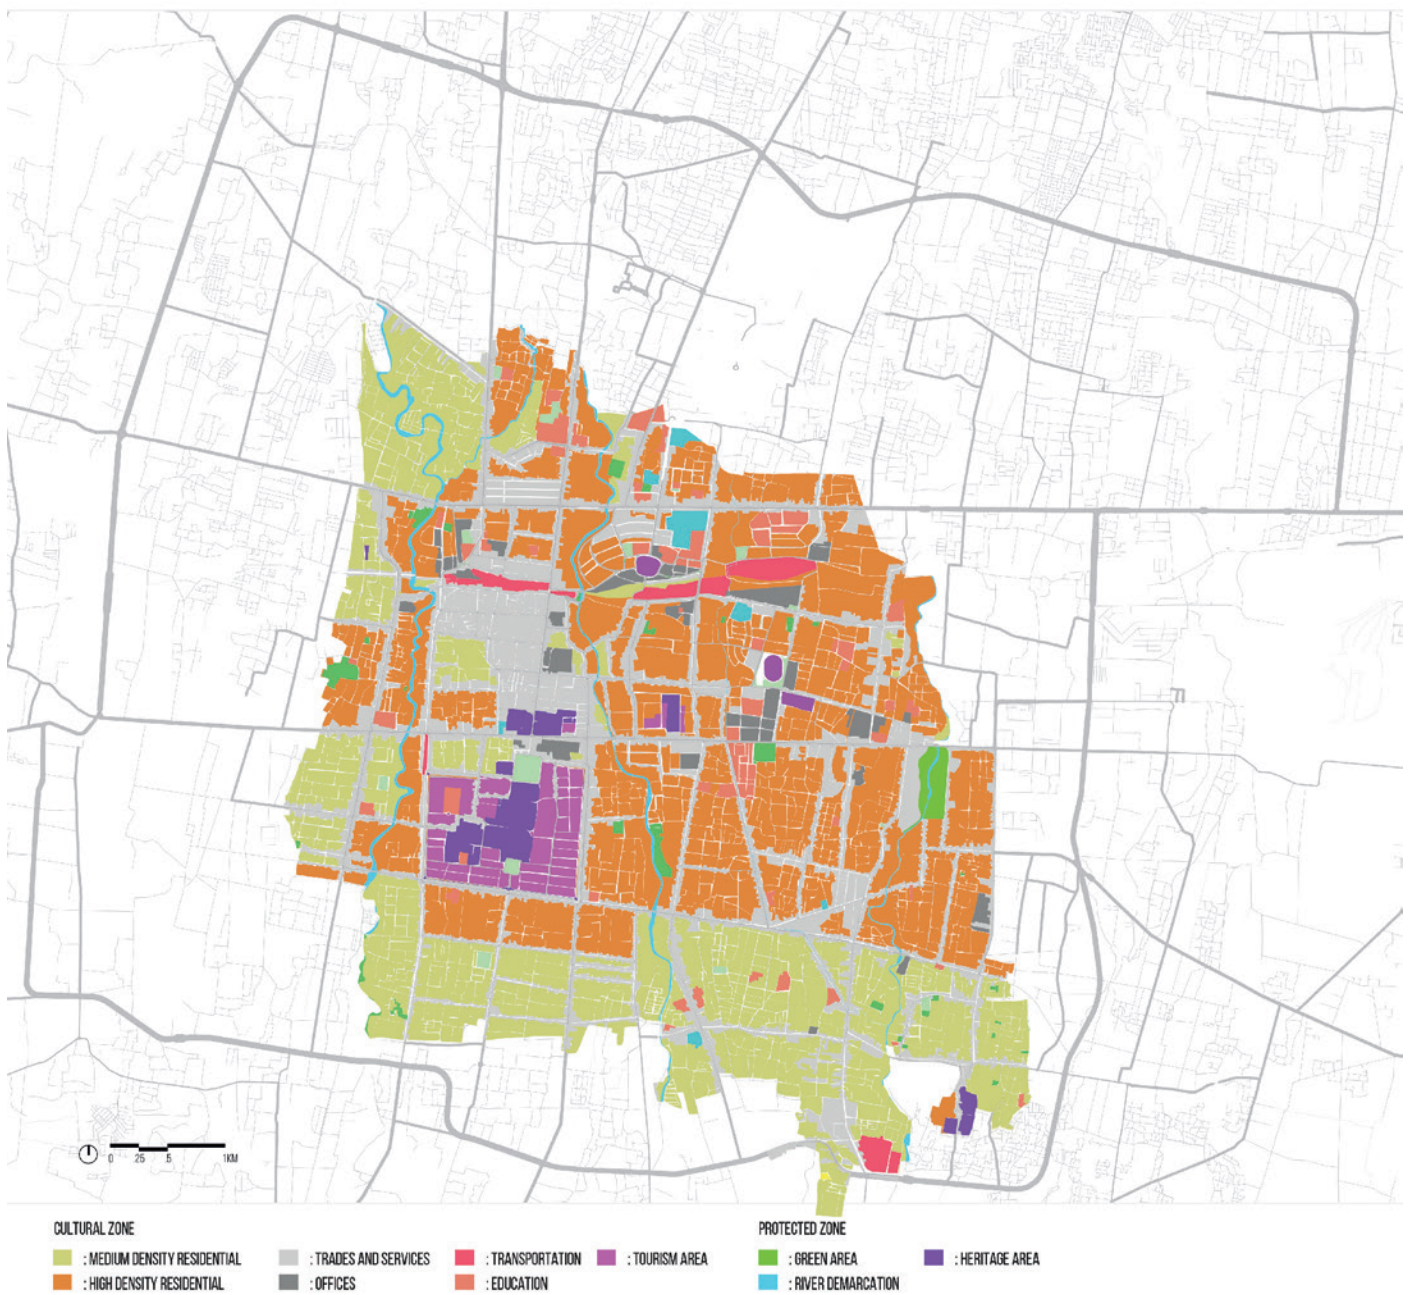 0 25 5 1KM
CULTURAL ZONE
: MEDIUM DENSITY RESIDENTIAL
: HIGH DENSITY RESIDENTIAL
: TRADES AND SERVICES
: OFFICES
: TRANSPORTATION
: EDUCATION
: TOURISM AREA
PROTECTED ZONE
: GREEN AREA
: RIVER DEMARCATION
: HERITAGE AREA